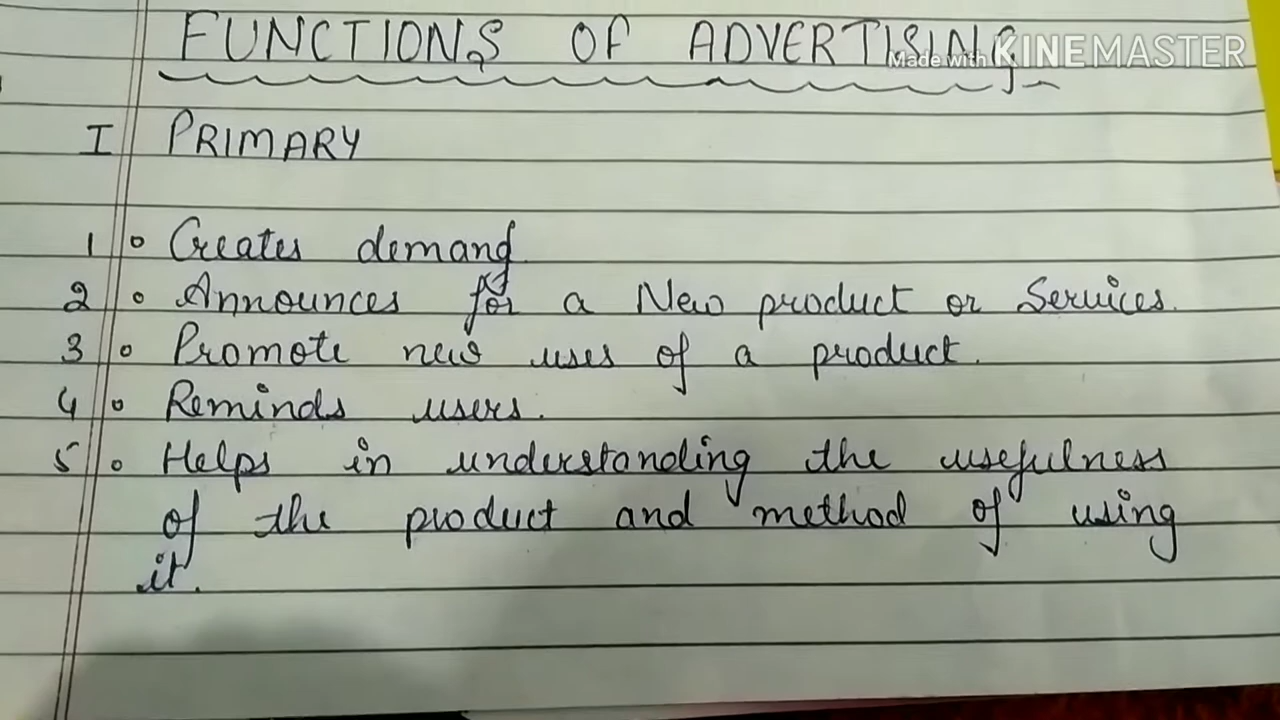 FUNCTIONS OF ADVERTISING
Made with KINEMASTER
I PRIMARY
1 o Creates demand
2 o Announces for a New product or Services.
3 o Promote new uses of a product.
4 o Reminds users.
5 o Helps in understanding the usefulness
of the product and method of using
it.